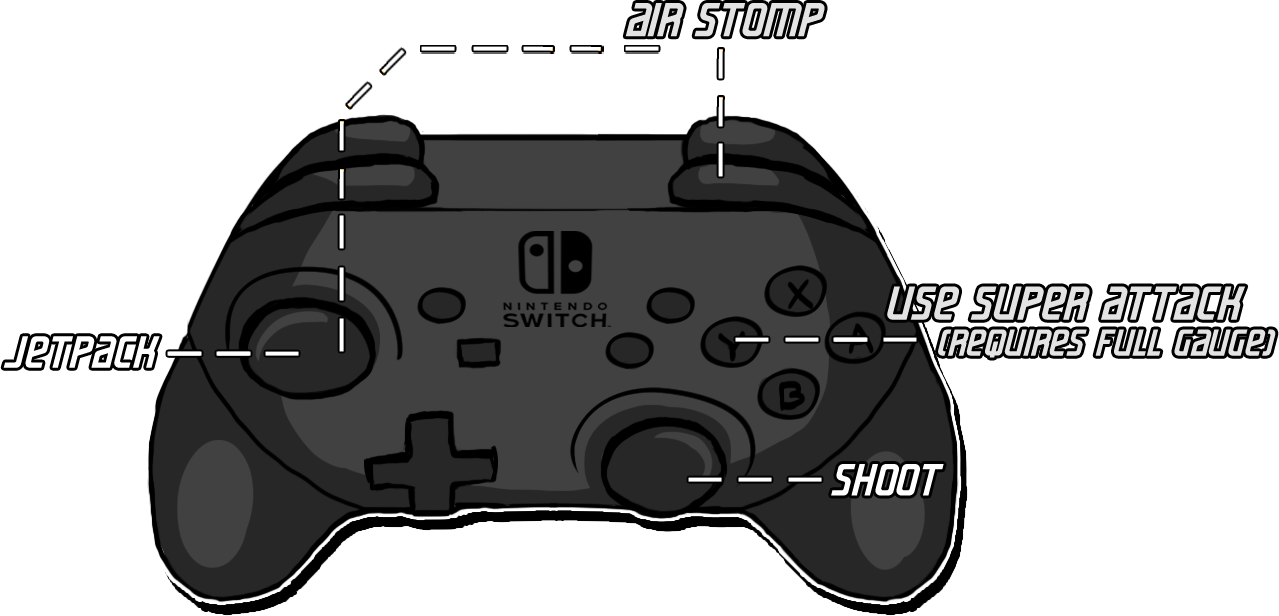 AIR STOMP
NINTENDO
SWITCH.
X
USE SUPER ATTACK
(REQUIRES FULL GAUGE)
Y
A
JETPACK
B
SHOOT